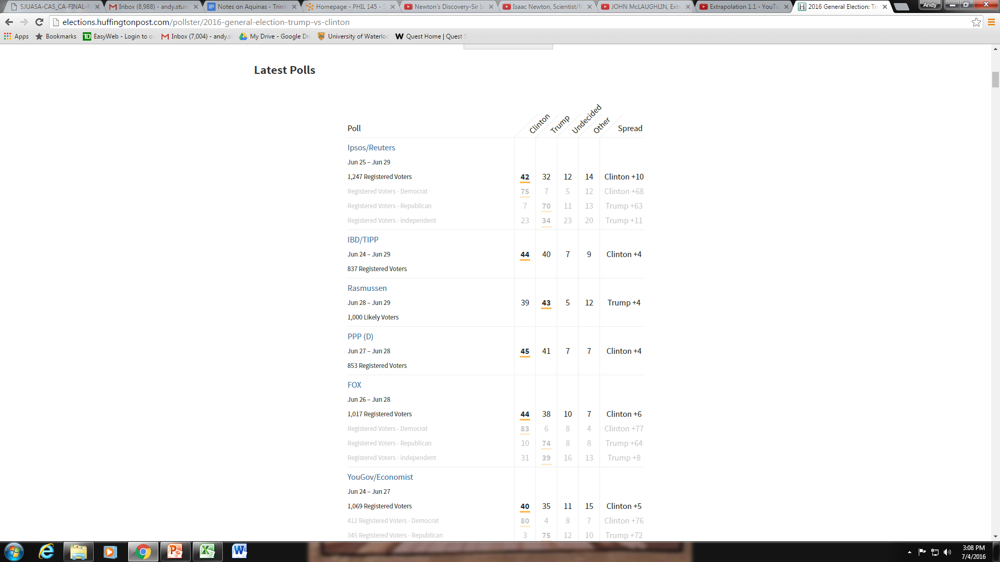 SJUASA-CAS_CA-FINAL-M
Inbox (8,988) - andy.stum
Notes on Aquinas - Trinit
Homepage - PHIL 145 - S
Newton's Discovery-Sir Is
Isaac Newton, Scientist/N
JOHN McLAUGHLIN, Extr
Extrapolation 1.1 - YouTu
2016 General Election: Tr
Andy
elections.huffingtonpost.com/pollster/2016-general-election-trump-vs-clinton
Apps Bookmarks EasyWeb - Login to o Inbox (7,004) - andy.s My Drive - Google Dr University of Waterlo Quest Home | Quest S
Latest Polls
Poll Clinton Trump Undecided Other Spread
Ipsos/Reuters
Jun 25 – Jun 29
1,247 Registered Voters 42 32 12 14 Clinton +10
Registered Voters - Democrat 75 7 5 12 Clinton +68
Registered Voters - Republican 7 70 11 13 Trump +63
Registered Voters - independent 23 34 23 20 Trump +11
IBD/TIPP
Jun 24 – Jun 29 44 40 7 9 Clinton +4
837 Registered Voters
Rasmussen
Jun 28 – Jun 29 39 43 5 12 Trump +4
1,000 Likely Voters
PPP (D)
Jun 27 – Jun 28 45 41 7 7 Clinton +4
853 Registered Voters
FOX
Jun 26 – Jun 28
1,017 Registered Voters 44 38 10 7 Clinton +6
Registered Voters - Democrat 83 6 8 4 Clinton +77
Registered Voters - Republican 10 74 8 8 Trump +64
Registered Voters - independent 31 39 16 13 Trump +8
YouGov/Economist
Jun 24 – Jun 27
1,069 Registered Voters 40 35 11 15 Clinton +5
412 Registered Voters - Democrat 80 4 8 7 Clinton +76
345 Registered Voters - Republican 3 75 12 10 Trump +72
3:08 PM
7/4/2016